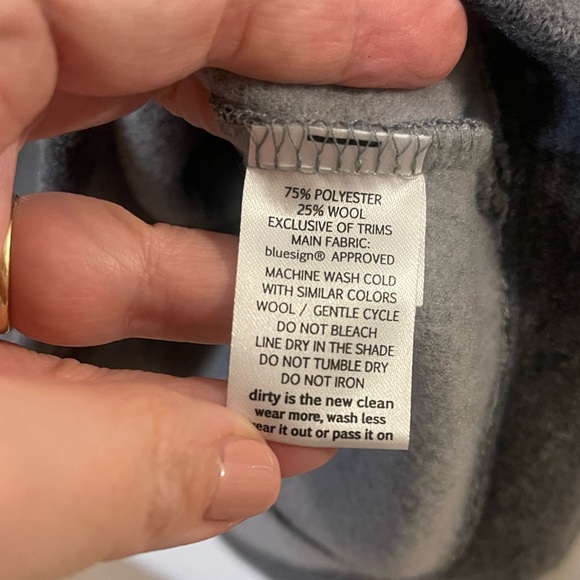 75% POLYESTER
25% WOOL
EXCLUSIVE OF TRIMS
MAIN FABRIC:
bluesign® APPROVED
MACHINE WASH COLD
WITH SIMILAR COLORS
WOOL / GENTLE CYCLE
DO NOT BLEACH
LINE DRY IN THE SHADE
DO NOT TUMBLE DRY
DO NOT IRON
dirty is the new clean
wear more, wash less
ear it out or pass it on